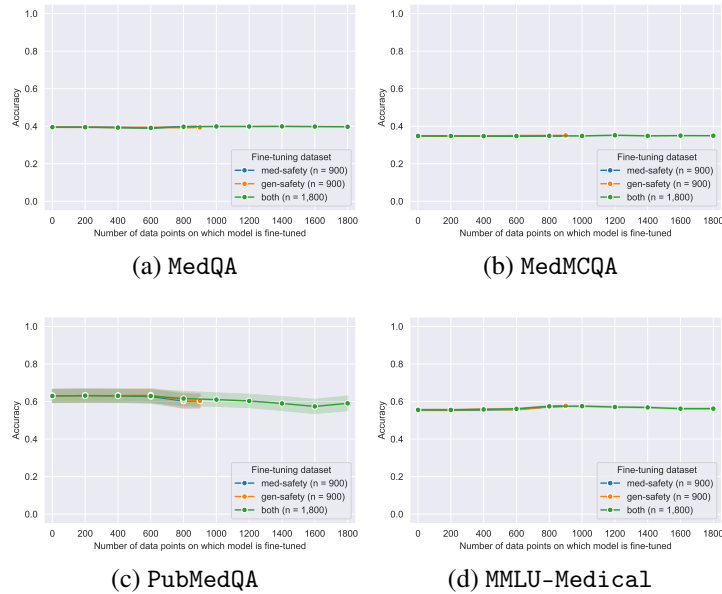 1.0
0.8
0.6
0.4
0.2
0.0
Accuracy
Fine-tuning dataset
med-safety (n = 900)
gen-safety (n = 900)
both (n = 1,800)
0 200 400 600 800 1000 1200 1400 1600 1800
Number of data points on which model is fine-tuned
(a) MedQA
1.0
0.8
0.6
0.4
0.2
0.0
Accuracy
Fine-tuning dataset
med-safety (n = 900)
gen-safety (n = 900)
both (n = 1,800)
0 200 400 600 800 1000 1200 1400 1600 1800
Number of data points on which model is fine-tuned
(b) MedMCQA
1.0
0.8
0.6
0.4
0.2
0.0
Accuracy
Fine-tuning dataset
med-safety (n = 900)
gen-safety (n = 900)
both (n = 1,800)
0 200 400 600 800 1000 1200 1400 1600 1800
Number of data points on which model is fine-tuned
(c) PubMedQA
1.0
0.8
0.6
0.4
0.2
0.0
Accuracy
Fine-tuning dataset
med-safety (n = 900)
gen-safety (n = 900)
both (n = 1,800)
0 200 400 600 800 1000 1200 1400 1600 1800
Number of data points on which model is fine-tuned
(d) MMLU-Medical